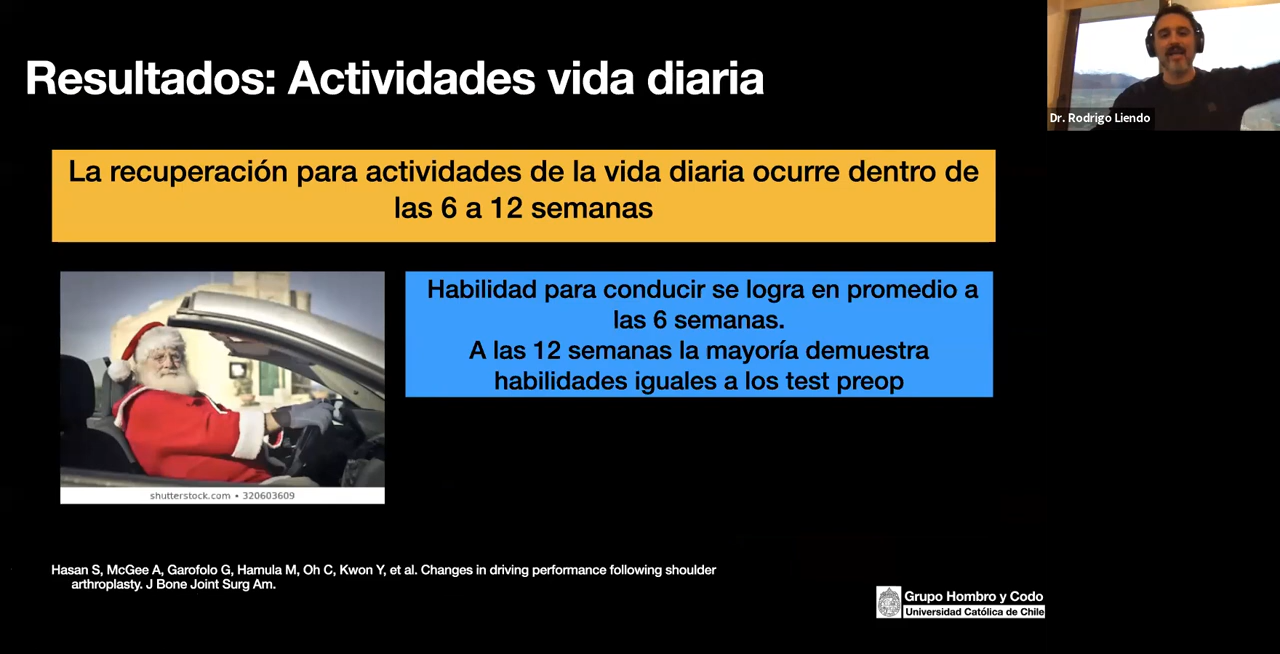 Resultados: Actividades vida diaria
Dr. Rodrigo Liendo
La recuperación para actividades de la vida diaria ocurre dentro de
las 6 a 12 semanas
Habilidad para conducir se logra en promedio a
las 6 semanas.
A las 12 semanas la mayoría demuestra
habilidades iguales a los test preop
shutterstock.com • 320603609
Hasan S, McGee A, Garofolo G, Hamula M, Oh C, Kwon Y, et al. Changes in driving performance following shoulder
arthroplasty. J Bone Joint Surg Am.
Grupo Hombro y Codo
Universidad Católica de Chile